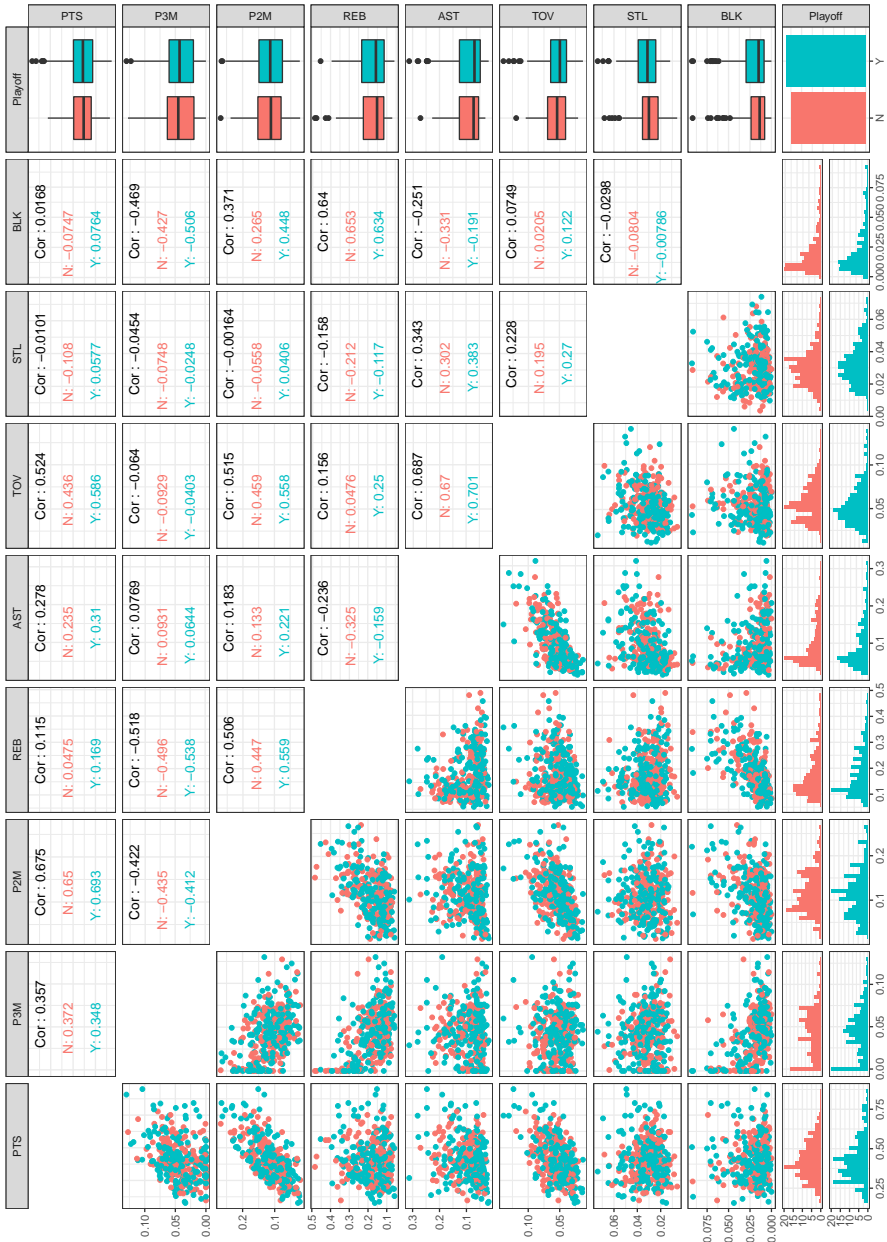 PTS
P3M
P2M
REB
AST
TOV
STL
BLK
Playoff
Cor : 0.357
N: 0.372
Y: 0.348
Cor : 0.675
N: 0.65
Y: 0.693
Cor : 0.115
N: 0.0475
Y: 0.169
Cor : 0.278
N: 0.235
Y: 0.31
Cor : 0.524
N: 0.436
Y: 0.586
Cor : −0.0101
N: −0.108
Y: 0.0577
Cor : 0.0168
N: −0.0747
Y: 0.0764
PTS
0.10
0.05
0.00
Cor : −0.422
N: −0.435
Y: −0.412
Cor : −0.518
N: −0.496
Y: −0.538
Cor : 0.0769
N: 0.0931
Y: 0.0644
Cor : −0.064
N: −0.0929
Y: −0.0403
Cor : −0.0454
N: −0.0748
Y: −0.0248
Cor : −0.469
N: −0.427
Y: −0.506
P3M
0.2
0.1
Cor : 0.506
N: 0.447
Y: 0.559
Cor : 0.183
N: 0.133
Y: 0.221
Cor : 0.515
N: 0.459
Y: 0.558
Cor : −0.00164
N: −0.0558
Y: 0.0406
Cor : 0.371
N: 0.265
Y: 0.448
P2M
0.5
0.4
0.3
0.2
0.1
Cor : −0.236
N: −0.325
Y: −0.159
Cor : 0.156
N: 0.0476
Y: 0.25
Cor : −0.158
N: −0.212
Y: −0.117
Cor : 0.64
N: 0.653
Y: 0.634
REB
0.3
0.2
0.1
Cor : 0.687
N: 0.67
Y: 0.701
Cor : 0.343
N: 0.302
Y: 0.383
Cor : −0.251
N: −0.331
Y: −0.191
AST
0.10
0.05
Cor : 0.228
N: 0.195
Y: 0.27
Cor : 0.0749
N: 0.0205
Y: 0.122
TOV
0.06
0.04
0.02
Cor : −0.0298
N: −0.0804
Y: −0.00786
STL
0.075
0.050
0.025
0.000
BLK
20
15
10
5
0
20
15
10
5
0
Playoff
0.25 0.50 0.75
0.00 0.05 0.10
0.1 0.2
0.1 0.2 0.3 0.4 0.5
0.1 0.2 0.3
0.05 0.10
0.00 0.02 0.04 0.06
0.000 0.025 0.050 0.075
N Y